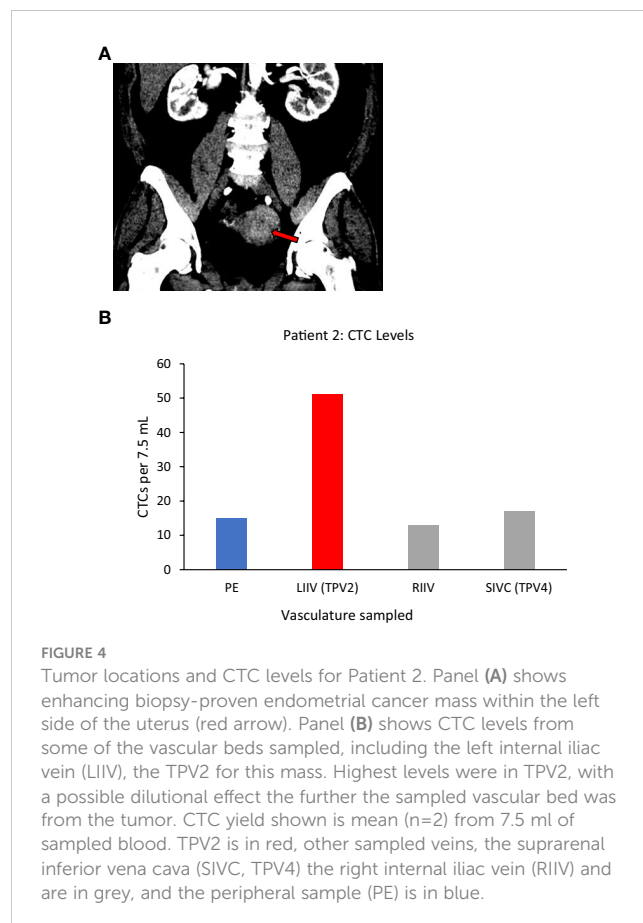 A
B
Patient 2: CTC Levels
60
50
40
30
20
10
0
CTCs per 7.5 mL
PE LIIV (TPV2) RIIV SIVC (TPV4)
Vasculature sampled
FIGURE 4
Tumor locations and CTC levels for Patient 2. Panel (A) shows
enhancing biopsy-proven endometrial cancer mass within the left
side of the uterus (red arrow). Panel (B) shows CTC levels from
some of the vascular beds sampled, including the left internal iliac
vein (LIIV), the TPV2 for this mass. Highest levels were in TPV2, with
a possible dilutional effect the further the sampled vascular bed was
from the tumor. CTC yield shown is mean (n=2) from 7.5 ml of
sampled blood. TPV2 is in red, other sampled veins, the suprarenal
inferior vena cava (SIVC, TPV4) the right internal iliac vein (RIIV) and
are in grey, and the peripheral sample (PE) is in blue.